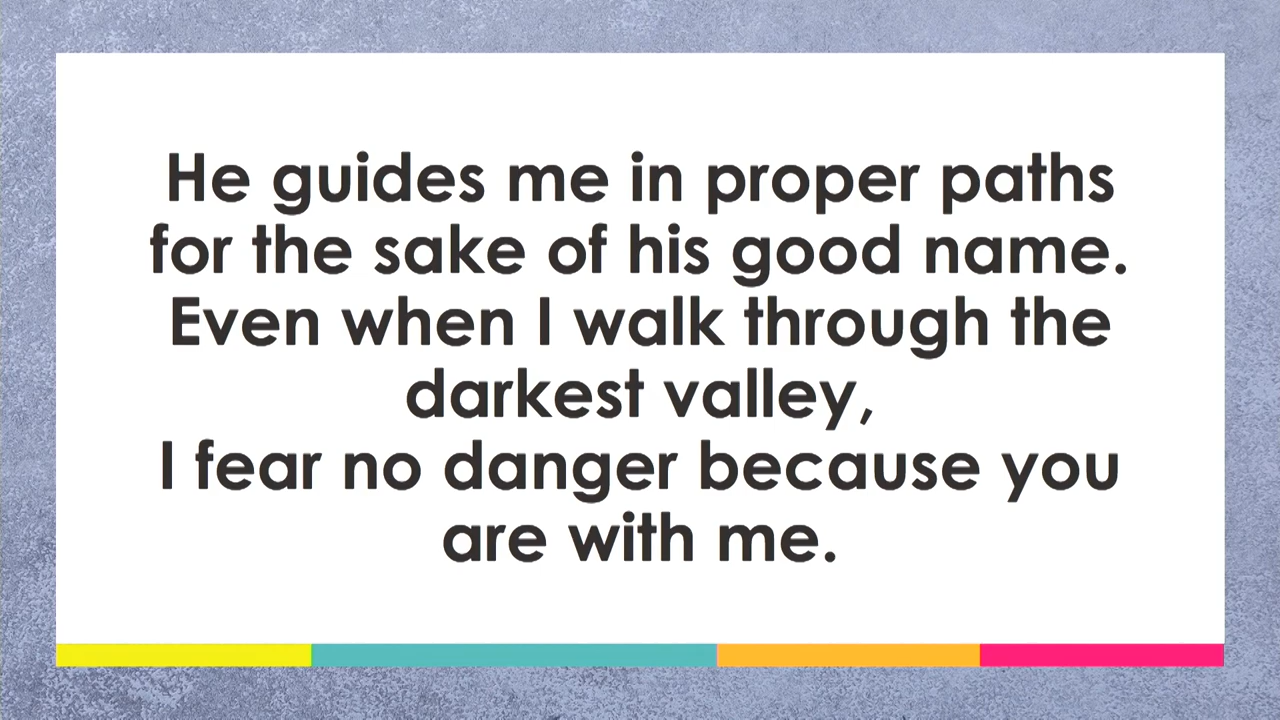 He guides me in proper paths
for the sake of his good name.
Even when I walk through the
darkest valley,
I fear no danger because you
are with me.